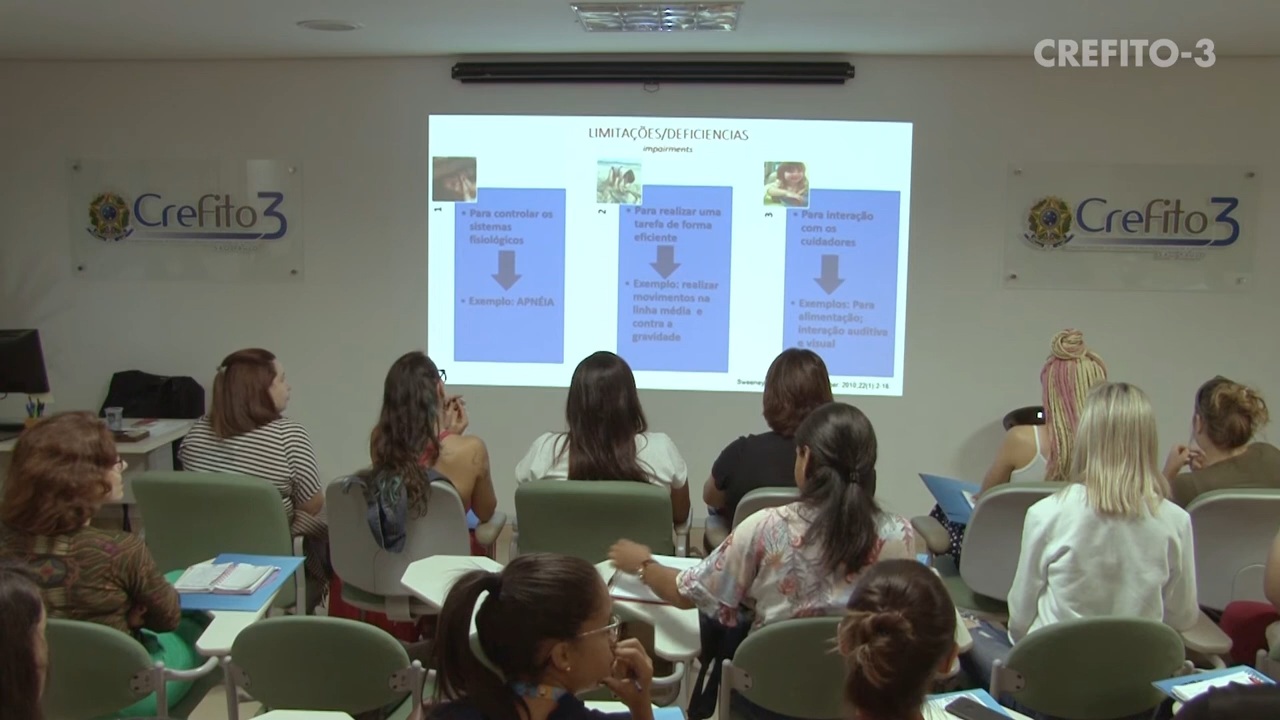 CREFITO-3
LIMITAÇÕES/DEFICIENCIAS
impairments
1
• Para controlar os
sistemas
fisiológicos
• Exemplo: APNÉIA
2
• Para realizar uma
tarefa de forma
eficiente
• Exemplo: realizar
movimentos na
linha média e
contra a
gravidade
3
• Para interação
com os
cuidadores
• Exemplos: Para
alimentação;
interação auditiva
e visual
Sweeney
2010;22(1) 2-16
CreFito3
CreFito3